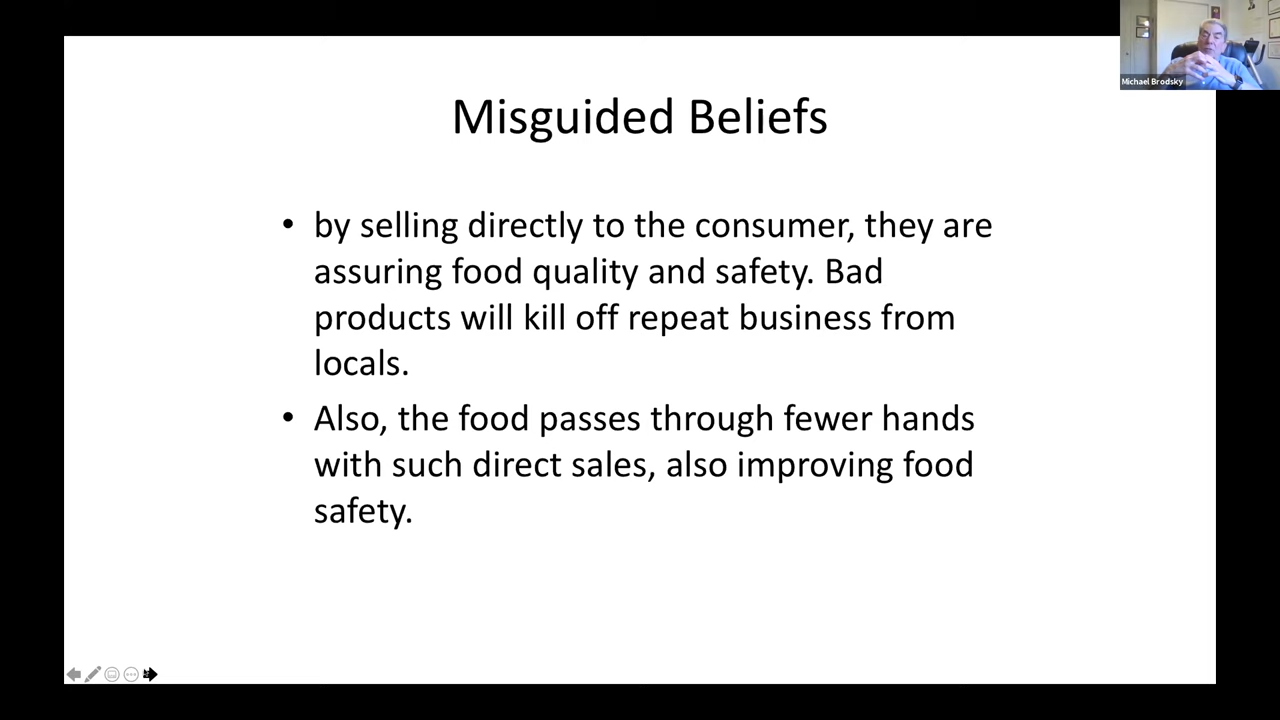 Michael Brodsky
Misguided Beliefs
• by selling directly to the consumer, they are
assuring food quality and safety. Bad
products will kill off repeat business from
locals.
• Also, the food passes through fewer hands
with such direct sales, also improving food
safety.